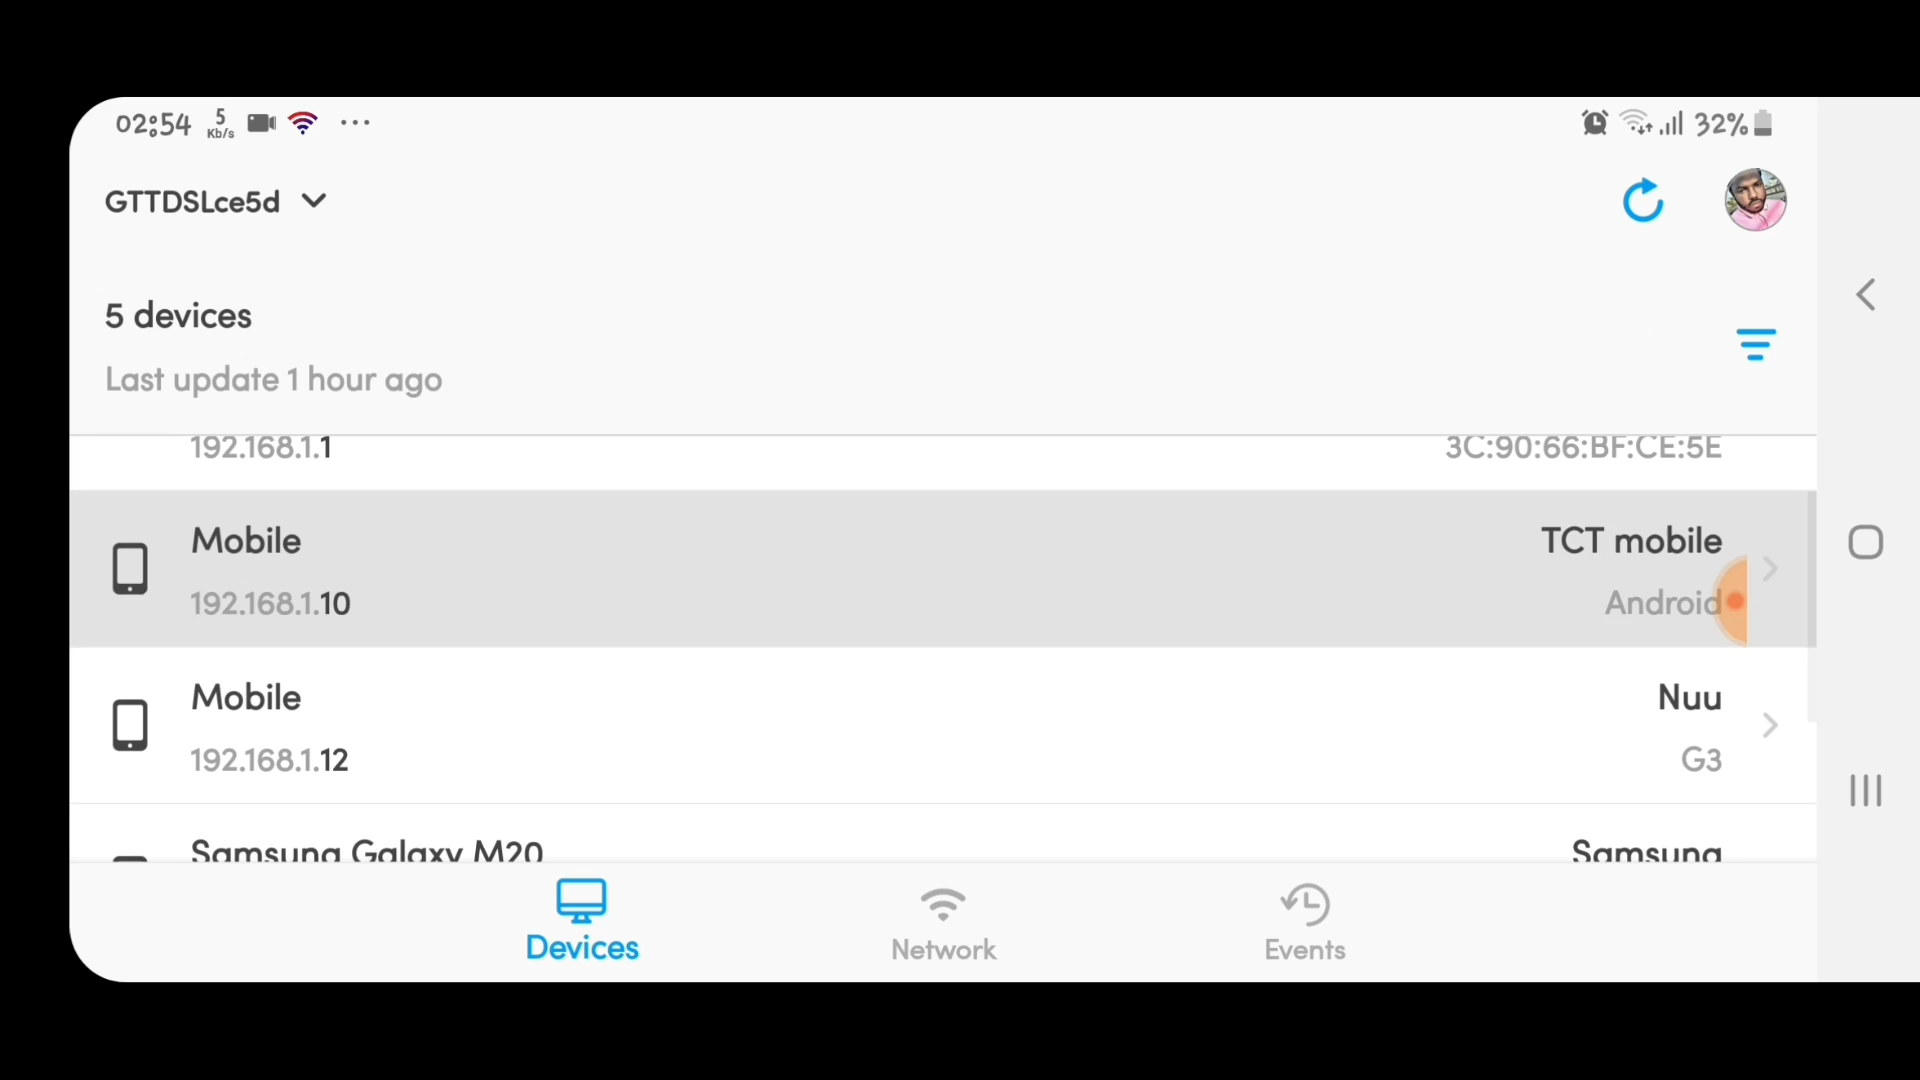 02:54 5 Kb/s ... 32%
GTTDSLce5d
5 devices
Last update 1 hour ago
192.168.1.1 3C:90:66:BF:CE:5E
Mobile TCT mobile
192.168.1.10 Android
Mobile Nuu
192.168.1.12 G3
Samsung Galaxy M20 Samsung
Devices Network Events